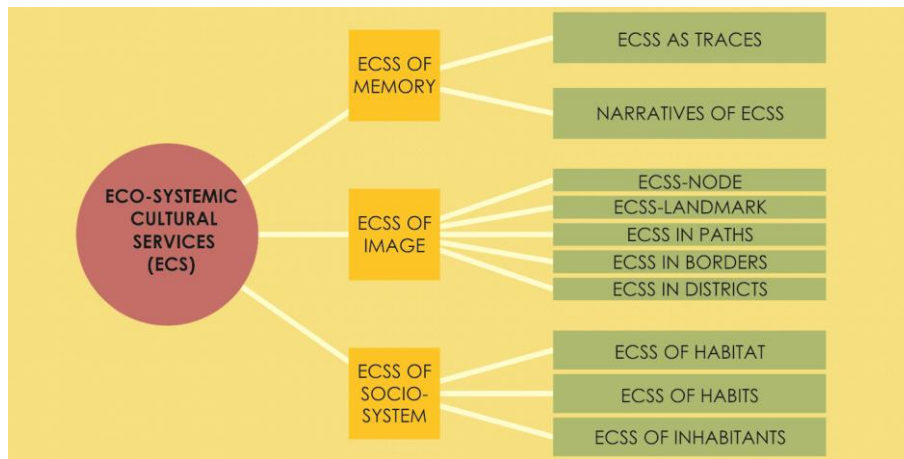 ECO-SYSTEMIC
CULTURAL
SERVICES
(ECS)
ECSS OF
MEMORY
ECSS AS TRACES
NARRATIVES OF ECSS
ECSS OF
IMAGE
ECSS-NODE
ECSS-LANDMARK
ECSS IN PATHS
ECSS IN BORDERS
ECSS IN DISTRICTS
ECSS OF
SOCIO-
SYSTEM
ECSS OF HABITAT
ECSS OF HABITS
ECSS OF INHABITANTS